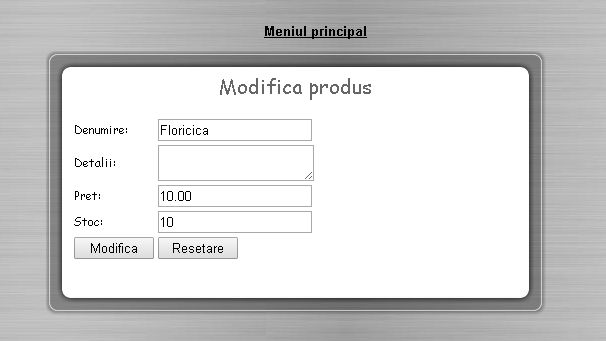 Meniul principal
Modifica produs
Denumire: Floricica
Detalii:
Pret: 10.00
Stoc: 10
Modifica Resetare